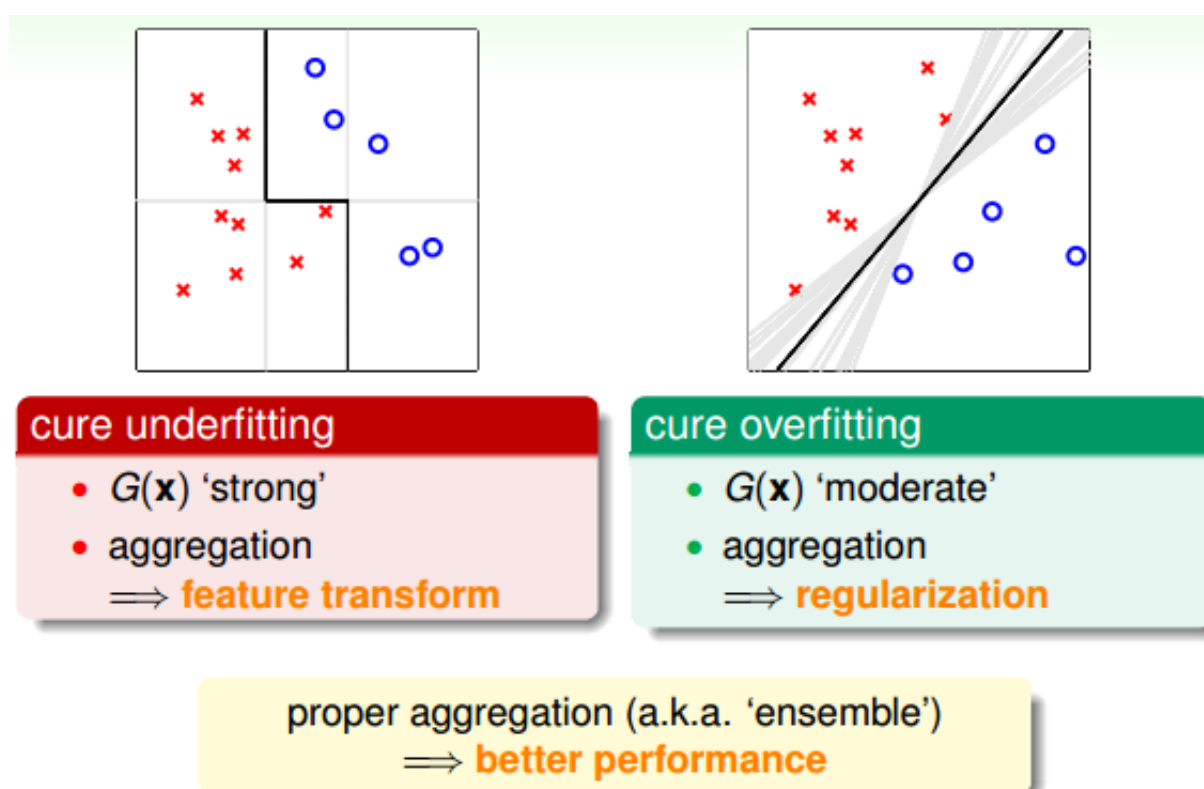 cure underfitting
• G(x) ‘strong’
• aggregation
⟹ feature transform
cure overfitting
• G(x) ‘moderate’
• aggregation
⟹ regularization
proper aggregation (a.k.a. ‘ensemble’)
⟹ better performance